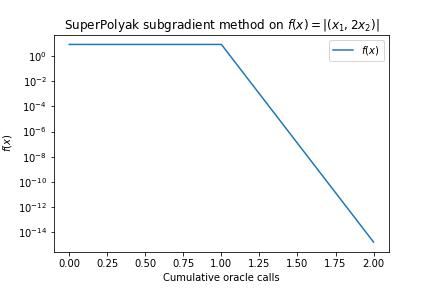 SuperPolyak subgradient method on f(x) = |(x₁, 2x₂)|
f(x)
10⁰
10⁻²
10⁻⁴
10⁻⁶
10⁻⁸
10⁻¹⁰
10⁻¹²
10⁻¹⁴
f(x)
0.00 0.25 0.50 0.75 1.00 1.25 1.50 1.75 2.00
Cumulative oracle calls